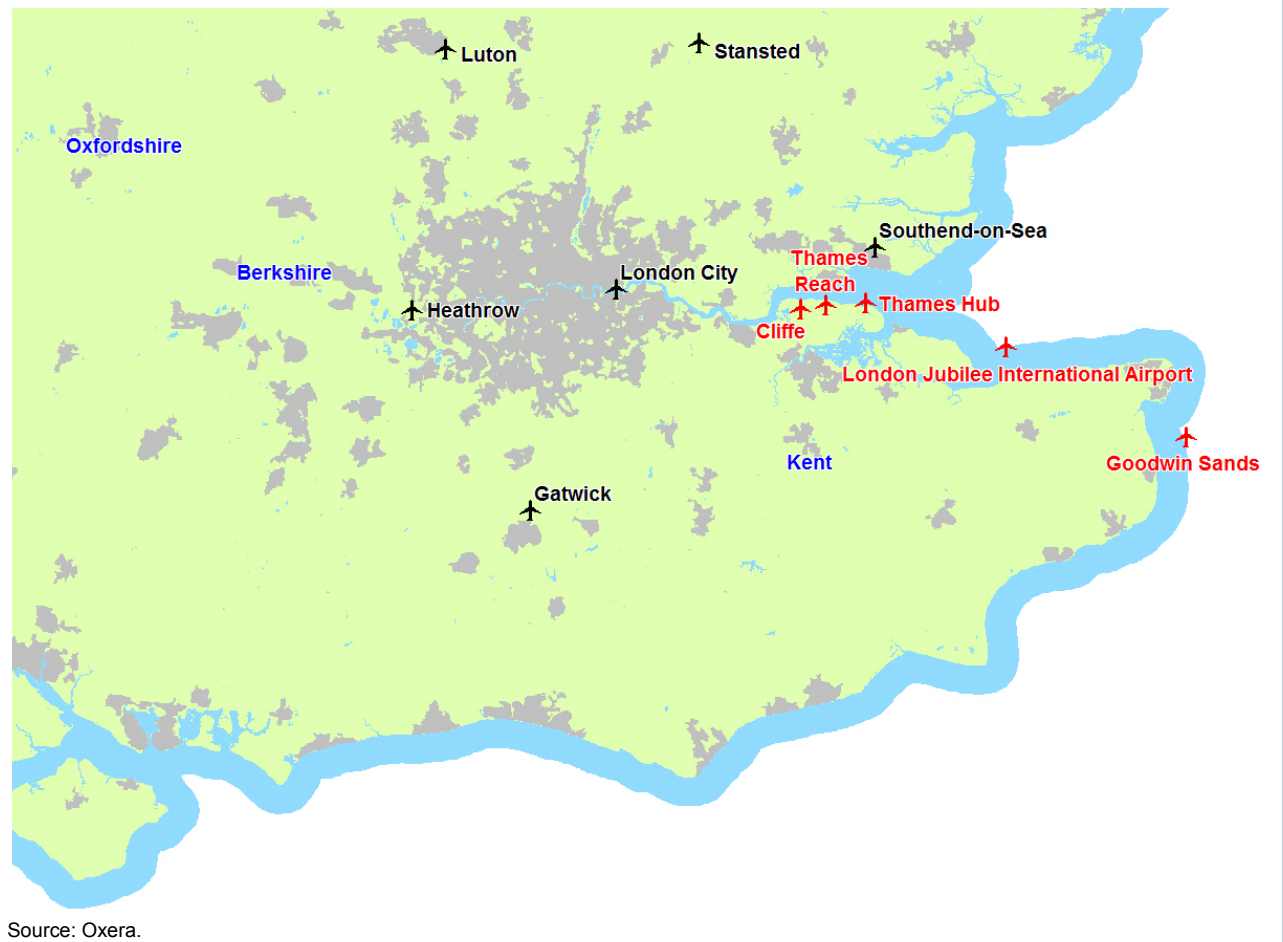 Luton
Stansted
Oxfordshire
Southend-on-Sea
Thames
Reach
Berkshire
London City
Thames Hub
Heathrow
Cliffe
London Jubilee International Airport
Kent
Goodwin Sands
Gatwick
Source: Oxera.